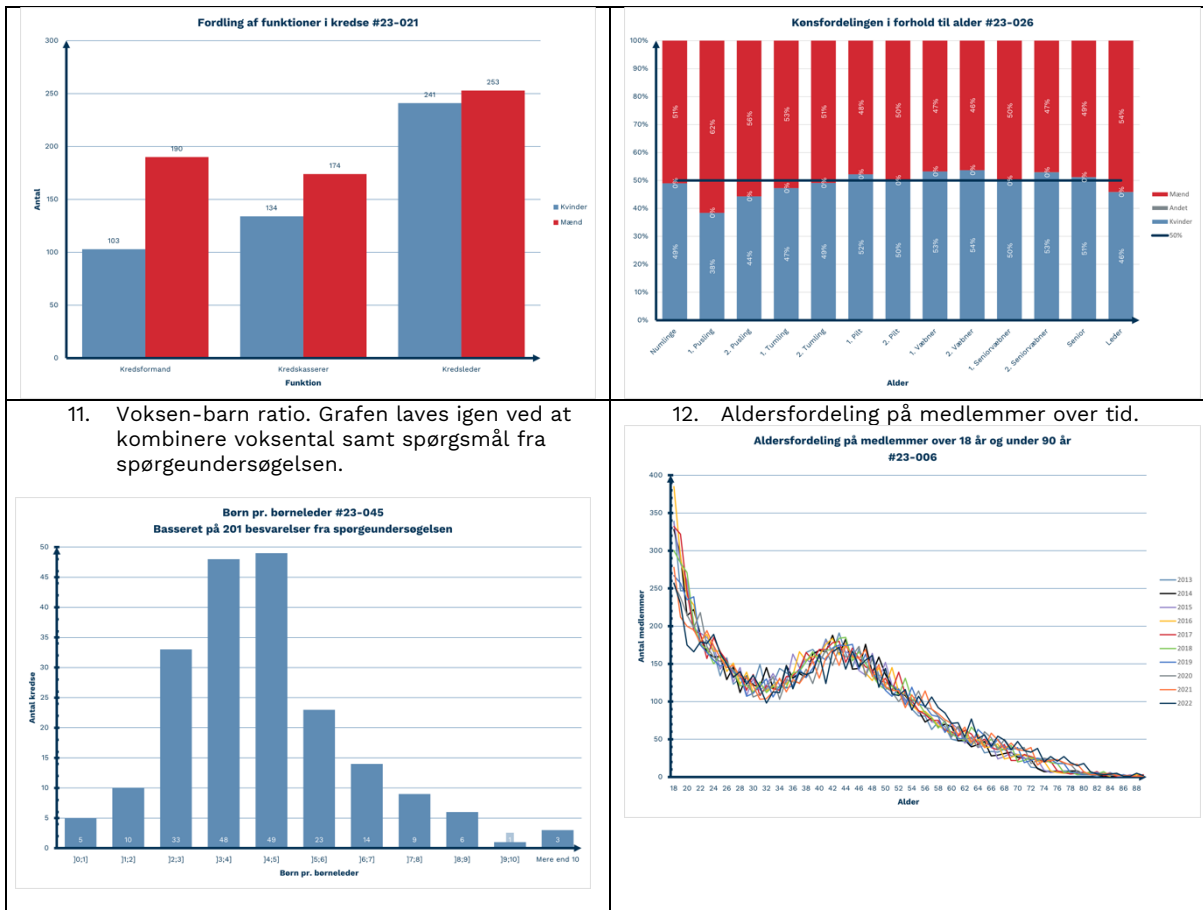 Fordling af funktioner i kredse #23-021
300
250
200
150
100
50
0
Antal
103
190
134
174
241
253
Kvinder
Mænd
Kredsformand
Kredskasserer
Kredsleder
Funktion
Kønsfordelingen i forhold til alder #23-026
100%
90%
80%
70%
60%
50%
40%
30%
20%
10%
0%
51% 62% 56% 53% 51% 48% 50% 47% 46% 50% 47% 49% 54%
0% 0% 0% 0% 0% 0% 0% 0% 0% 0% 0% 0% 0%
49% 38% 44% 47% 49% 52% 50% 53% 54% 50% 53% 51% 46%
Mænd
Andet
Kvinder
50%
Numlinge
1. Pusling
2. Pusling
1. Tumling
2. Tumling
1. Pilt
2. Pilt
1. Væbner
2. Væbner
1. Seniorvæbner
2. Seniorvæbner
Senior
Leder
Alder
11. Voksen-barn ratio. Grafen laves igen ved at
kombinere voksental samt spørgsmål fra
spørgeundersøgelsen.
Børn pr. børneleder #23-045
Basseret på 201 besvarelser fra spørgeundersøgelsen
50
45
40
35
30
25
20
15
10
5
0
Antal kredse
5 10 33 48 49 23 14 9 6 3
]0;1] ]1;2] ]2;3] ]3;4] ]4;5] ]5;6] ]6;7] ]7;8] ]8;9] ]9;10] Mere end 10
Børn pr. børneleder
12. Aldersfordeling på medlemmer over tid.
Aldersfordeling på medlemmer over 18 år og under 90 år
#23-006
400
350
300
250
200
150
100
50
0
Antal medlemmer
2013
2014
2015
2016
2017
2018
2019
2020
2021
2022
18 20 22 24 26 28 30 32 34 36 38 40 42 44 46 48 50 52 54 56 58 60 62 64 66 68 70 72 74 76 78 80 82 84 86 88
Alder